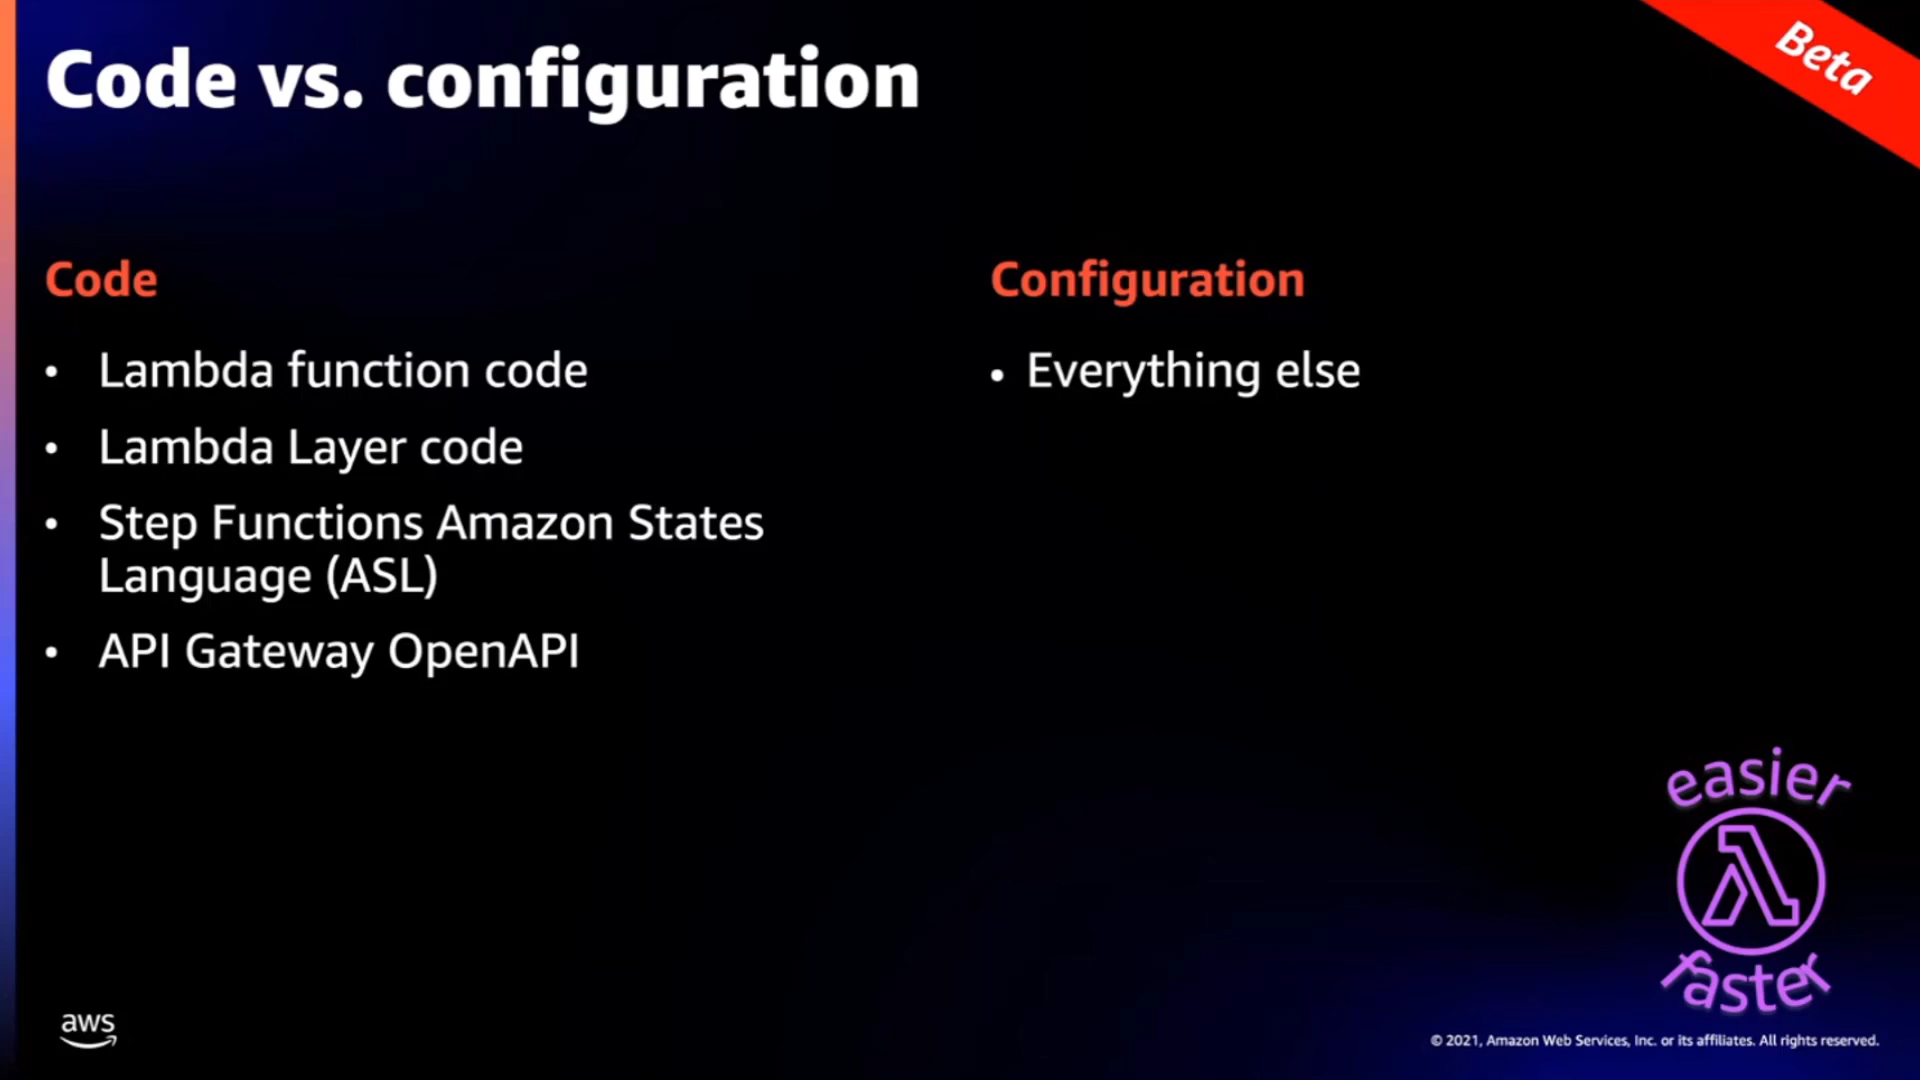 Code vs. configuration
Beta
Code
• Lambda function code
• Lambda Layer code
• Step Functions Amazon States
Language (ASL)
• API Gateway OpenAPI
Configuration
• Everything else
easier
faster
aws
© 2021, Amazon Web Services, Inc. or its affiliates. All rights reserved.